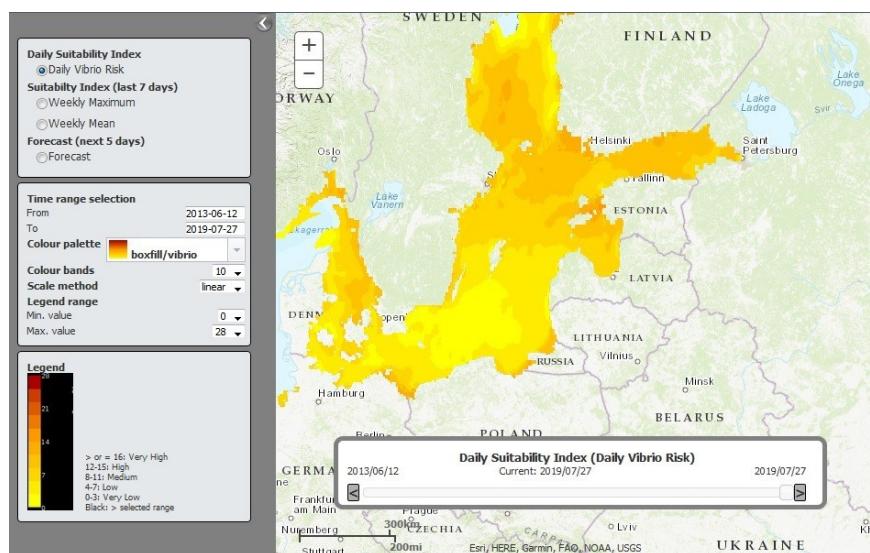 Daily Suitability Index
Daily Vibrio Risk
Suitabilty Index (last 7 days)
Weekly Maximum
Weekly Mean
Forecast (next 5 days)
Forecast
Time range selection
From 2013-06-12
To 2019-07-27
Colour palette boxfill/vibrio
Colour bands 10
Scale method linear
Legend range
Min. value 0
Max. value 28
Legend
28
21
14
7
0
> or = 16: Very High
12-15: High
8-11: Medium
4-7: Low
0-3: Very Low
Black: > selected range
+
−
SWEDEN
FINLAND
ORWAY
Lake
Onega
Lake
Ladoga
Svir
Helsinki
Saint
Petersburg
Oslo
Tallinn
Lake
Vanern
ESTONIA
LATVIA
LITHUANIA
Vilnius
RUSSIA
Minsk
Hamburg
BELARUS
Berlin
POLAND
Daily Suitability Index (Daily Vibrio Risk)
2013/06/12 Current: 2019/07/27 2019/07/27
< >
GERMA
Frankfu
am Main
Prague
Nuremberg
CZECHIA
300km
200mi
Stuttgart
CARPA
Lviv
UKRAINE
Esri, HERE, Garmin, FAO, NOAA, USGS